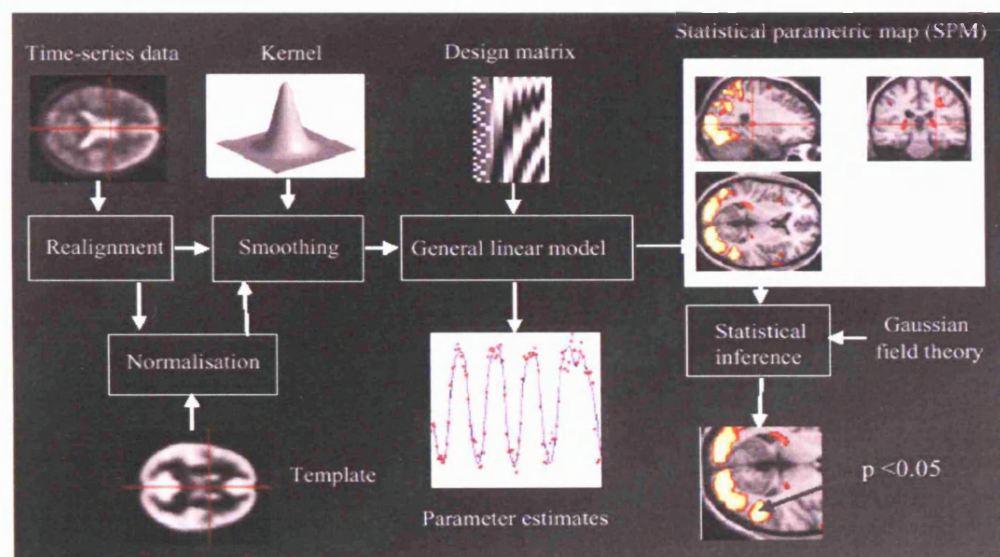 Time-series data
Kernel
Design matrix
Statistical parametric map (SPM)
Realignment
Smoothing
General linear model
Normalisation
Statistical
inference
Gaussian
field theory
Template
Parameter estimates
p <0.05